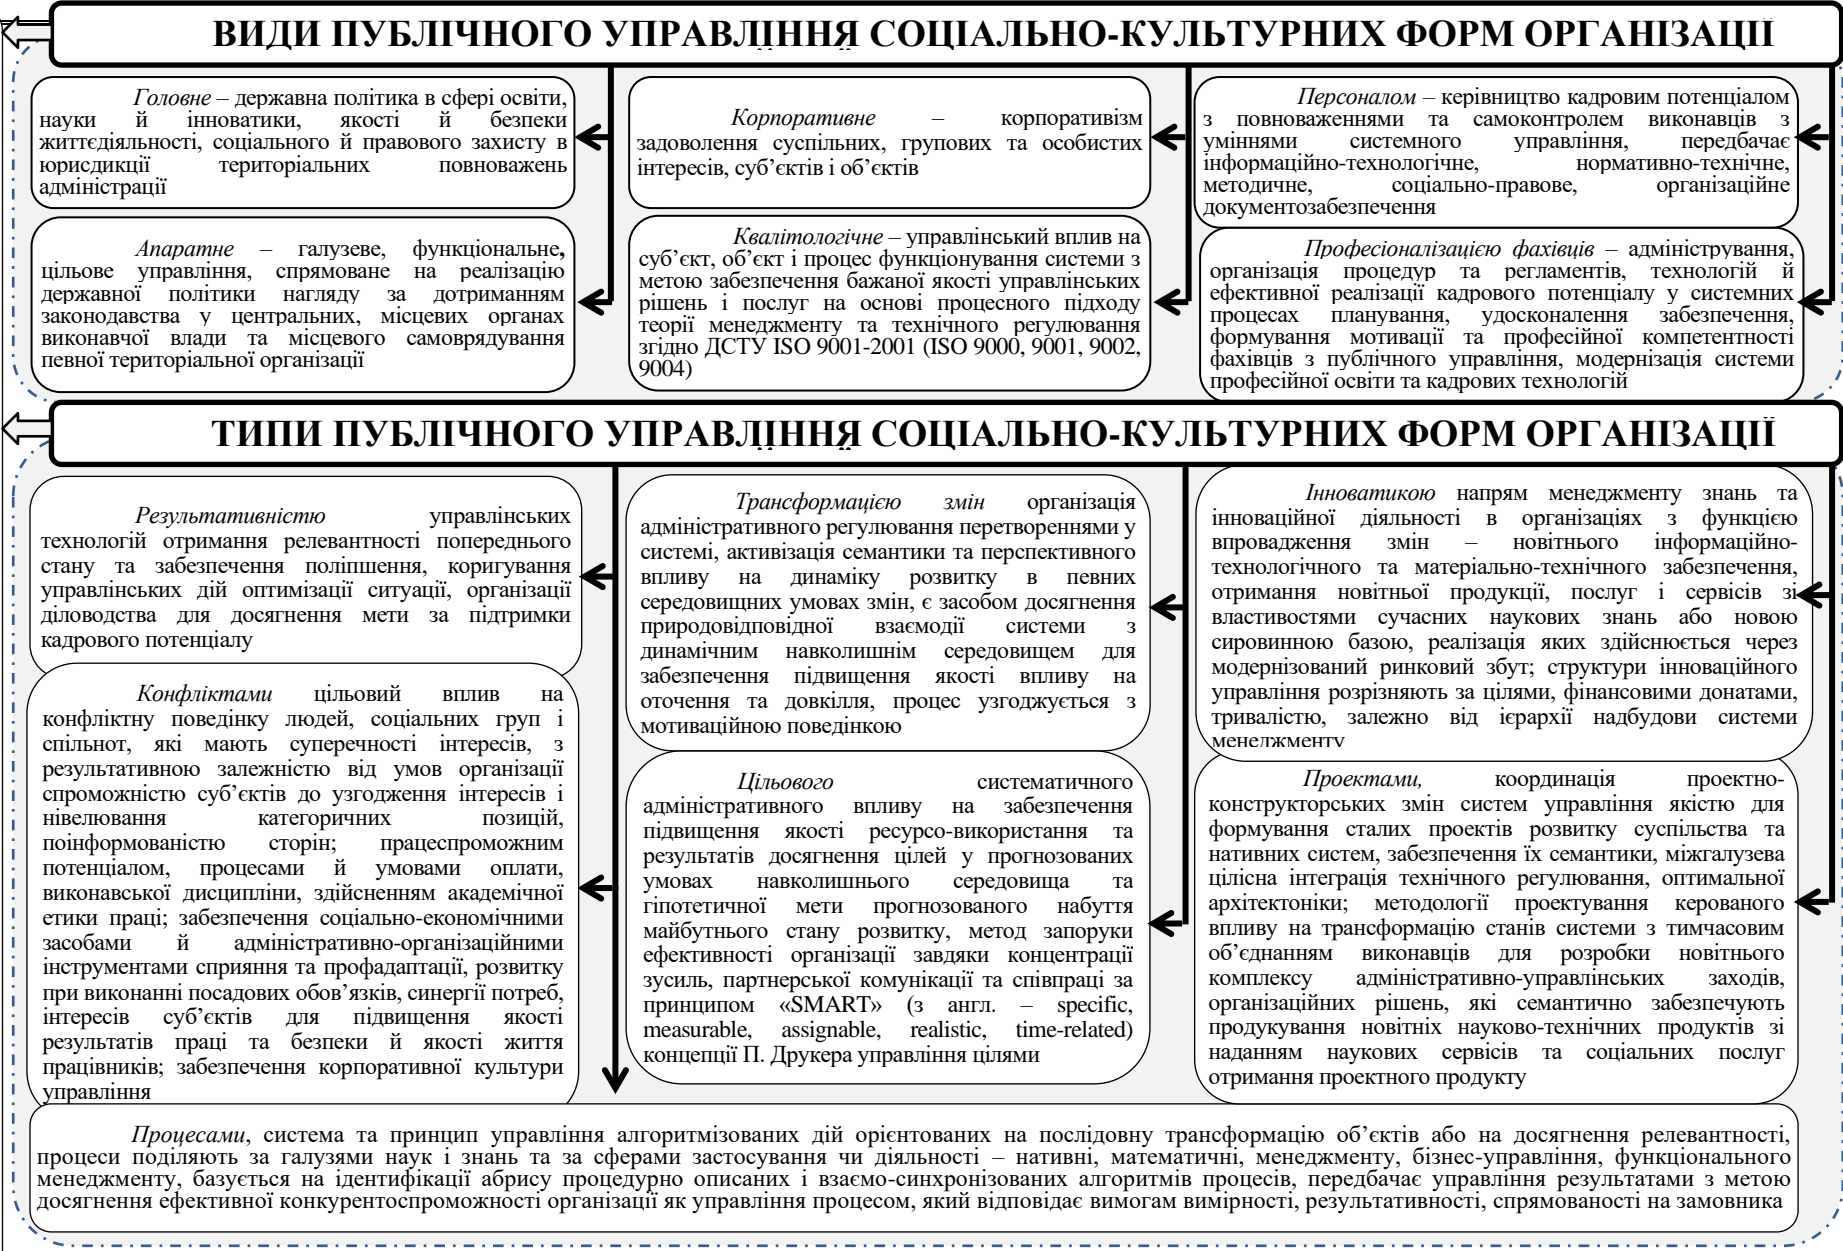 ВИДИ ПУБЛІЧНОГО УПРАВЛІННЯ СОЦІАЛЬНО-КУЛЬТУРНИХ ФОРМ ОРГАНІЗАЦІЇ
Головне – державна політика в сфері освіти,
науки й інноватики, якості й безпеки
життєдіяльності, соціального й правового захисту в
юрисдикції територіальних повноважень
адміністрації
Апаратне – галузеве, функціональне,
цільове управління, спрямоване на реалізацію
державної політики нагляду за дотриманням
законодавства у центральних, місцевих органах
виконавчої влади та місцевого самоврядування
певної територіальної організації
Корпоративне – корпоративізм
задоволення суспільних, групових та особистих
інтересів, суб’єктів і об’єктів
Квалітологічне – управлінський вплив на
суб’єкт, об’єкт і процес функціонування системи з
метою забезпечення бажаної якості управлінських
рішень і послуг на основі процесного підходу
теорії менеджменту та технічного регулювання
згідно ДСТУ ISO 9001-2001 (ISO 9000, 9001, 9002,
9004)
Персоналом – керівництво кадровим потенціалом
з повноваженнями та самоконтролем виконавців з
уміннями системного управління, передбачає
інформаційно-технологічне, нормативно-технічне,
методичне, соціально-правове, організаційне
документозабезпечення
Професіоналізацією фахівців – адміністрування,
організація процедур та регламентів, технологій й
ефективної реалізації кадрового потенціалу у системних
процесах планування, удосконалення забезпечення,
формування мотивації та професійної компетентності
фахівців з публічного управління, модернізація системи
професійної освіти та кадрових технологій
ТИПИ ПУБЛІЧНОГО УПРАВЛІННЯ СОЦІАЛЬНО-КУЛЬТУРНИХ ФОРМ ОРГАНІЗАЦІЇ
Результативністю управлінських
технологій отримання релевантності попереднього
стану та забезпечення поліпшення, коригування
управлінських дій оптимізації ситуації, організації
діловодства для досягнення мети за підтримки
кадрового потенціалу
Конфліктами цільовий вплив на
конфліктну поведінку людей, соціальних груп і
спільнот, які мають суперечності інтересів, з
результативною залежністю від умов організації
спроможністю суб’єктів до узгодження інтересів і
нівелювання категоричних позицій,
поінформованістю сторін; працеспроможним
потенціалом, процесами й умовами оплати,
виконавської дисципліни, здійсненням академічної
етики праці; забезпечення соціально-економічними
засобами й адміністративно-організаційними
інструментами сприяння та профадаптації, розвитку
при виконанні посадових обов’язків, синергії потреб,
інтересів суб’єктів для підвищення якості
результатів праці та безпеки й якості життя
працівників; забезпечення корпоративної культури
управління
Трансформацією змін організація
адміністративного регулювання перетвореннями у
системі, активізація семантики та перспективного
впливу на динаміку розвитку в певних
середовищних умовах змін, є засобом досягнення
природовідповідної взаємодії системи з
динамічним навколишнім середовищем для
забезпечення підвищення якості впливу на
оточення та довкілля, процес узгоджується з
мотиваційною поведінкою
Цільового систематичного
адміністративного впливу на забезпечення
підвищення якості ресурсо-використання та
результатів досягнення цілей у прогнозованих
умовах навколишнього середовища та
гіпотетичної мети прогнозованого набуття
майбутнього стану розвитку, метод запоруки
ефективності організації завдяки концентрації
зусиль, партнерської комунікації та співпраці за
принципом «SMART» (з англ. – specific,
measurable, assignable, realistic, time-related)
концепції П. Друкера управління цілями
Інноватикою напрям менеджменту знань та
інноваційної діяльності в організаціях з функцією
впровадження змін – новітнього інформаційно-
технологічного та матеріально-технічного забезпечення,
отримання новітньої продукції, послуг і сервісів зі
властивостями сучасних наукових знань або новою
сировинною базою, реалізація яких здійснюється через
модернізований ринковий збут; структури інноваційного
управління розрізняють за цілями, фінансовими донатами,
тривалістю, залежно від ієрархії надбудови системи
менеджменту
Проектами, координація проектно-
конструкторських змін систем управління якістю для
формування сталих проектів розвитку суспільства та
нативних систем, забезпечення їх семантики, міжгалузева
цілісна інтеграція технічного регулювання, оптимальної
архітектоніки; методології проектування керованого
впливу на трансформацію станів системи з тимчасовим
об’єднанням виконавців для розробки новітнього
комплексу адміністративно-управлінських заходів,
організаційних рішень, які семантично забезпечують
продукування новітніх науково-технічних продуктів зі
наданням наукових сервісів та соціальних послуг
отримання проектного продукту
Процесами, система та принцип управління алгоритмізованих дій орієнтованих на послідовну трансформацію об’єктів або на досягнення релевантності,
процеси поділяють за галузями наук і знань та за сферами застосування чи діяльності – нативні, математичні, менеджменту, бізнес-управління, функціонального
менеджменту, базується на ідентифікації абрису процедурно описаних і взаємо-синхронізованих алгоритмів процесів, передбачає управління результатами з метою
досягнення ефективної конкурентоспроможності організації як управління процесом, який відповідає вимогам вимірності, результативності, спрямованості на замовника